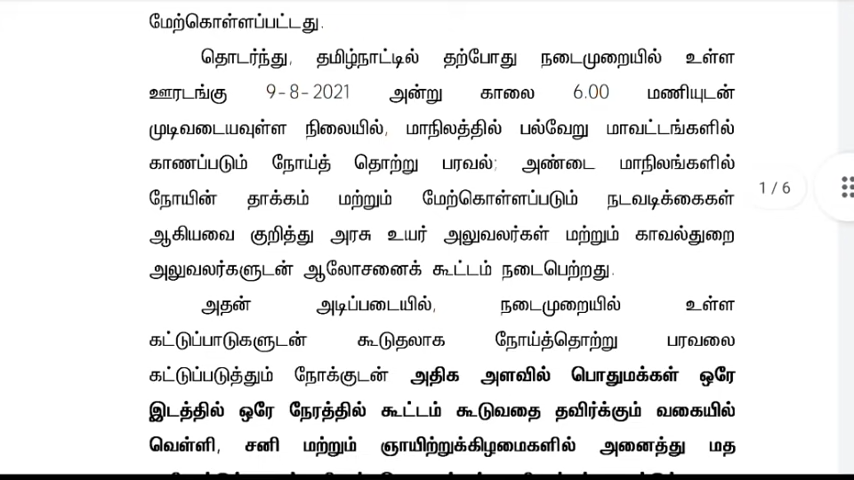 மேற்கொள்ளப்பட்டது.
தொடர்ந்து, தமிழ்நாட்டில் தற்போது நடைமுறையில் உள்ள
ஊரடங்கு 9-8-2021 அன்று காலை 6.00 மணியுடன்
முடிவடையவுள்ள நிலையில், மாநிலத்தில் பல்வேறு மாவட்டங்களில்
காணப்படும் நோய்த் தொற்று பரவல்; அண்டை மாநிலங்களில்
நோயின் தாக்கம் மற்றும் மேற்கொள்ளப்படும் நடவடிக்கைகள்
ஆகியவை குறித்து அரசு உயர் அலுவலர்கள் மற்றும் காவல்துறை
அலுவலர்களுடன் ஆலோசனைக் கூட்டம் நடைபெற்றது.
அதன் அடிப்படையில், நடைமுறையில் உள்ள
கட்டுப்பாடுகளுடன் கூடுதலாக நோய்த்தொற்று பரவலை
கட்டுப்படுத்தும் நோக்குடன் அதிக அளவில் பொதுமக்கள் ஒரே
இடத்தில் ஒரே நேரத்தில் கூட்டம் கூடுவதை தவிர்க்கும் வகையில்
வெள்ளி, சனி மற்றும் ஞாயிற்றுக்கிழமைகளில் அனைத்து மத
1 / 6